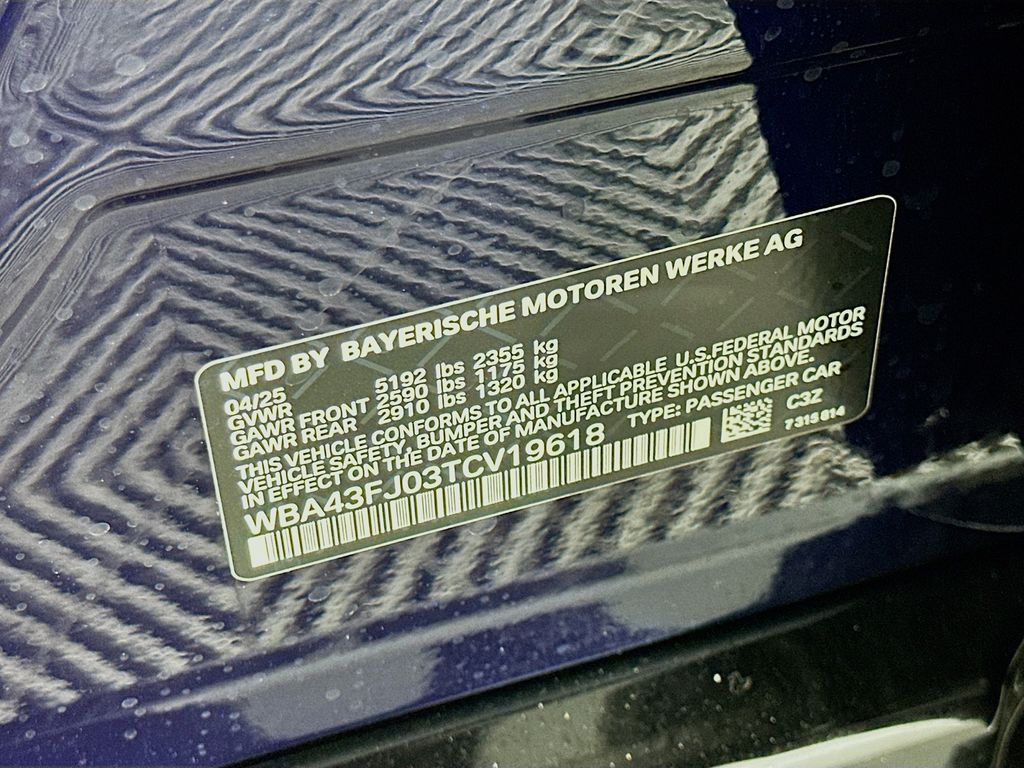 MFD BY BAYERISCHE MOTOREN WERKE AG
04/25
GVWR 5192 lbs 2355 kg
GAWR FRONT 2590 lbs 1175 kg
GAWR REAR 2910 lbs 1320 kg
THIS VEHICLE CONFORMS TO ALL APPLICABLE U.S.FEDERAL MOTOR
VEHICLE SAFETY, BUMPER AND THEFT PREVENTION STANDARDS
IN EFFECT ON THE DATE OF MANUFACTURE SHOWN ABOVE.
WBA43FJ03TCV19618 TYPE: PASSENGER CAR
C3Z
7 315 614